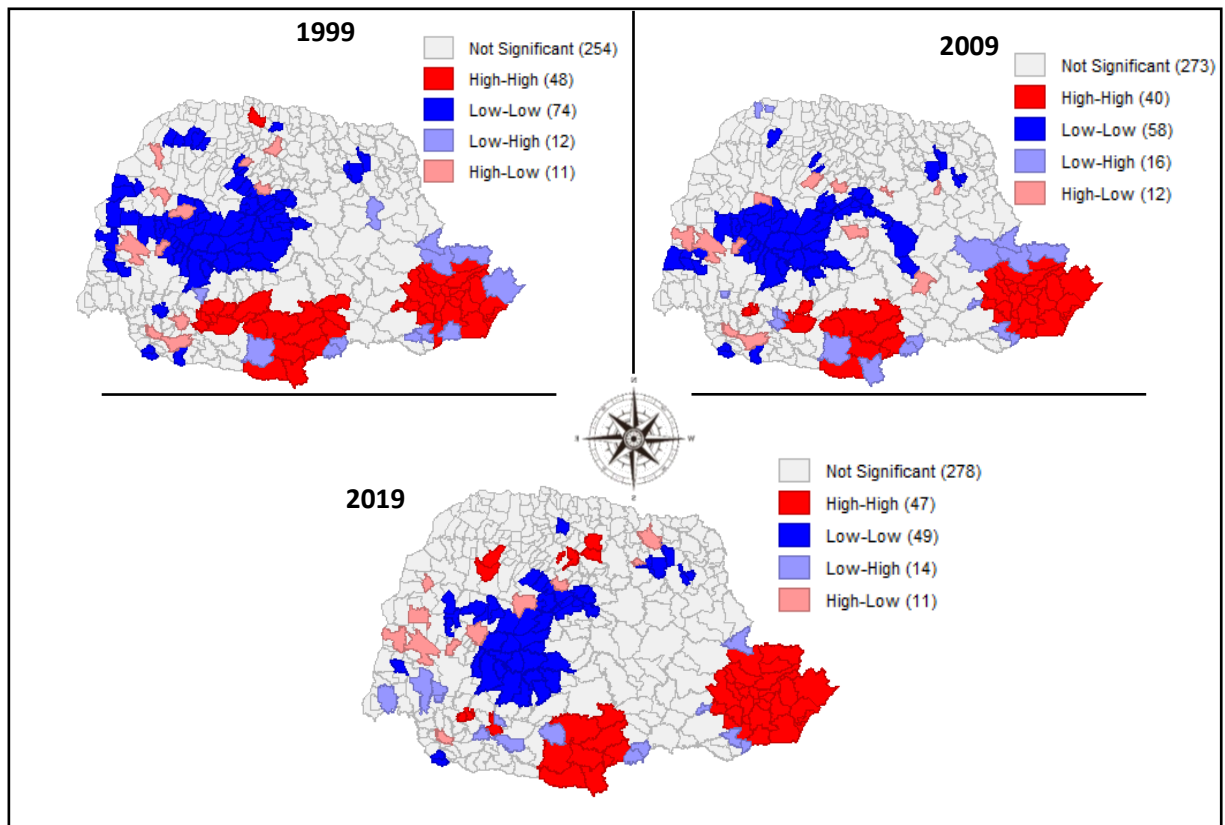 1999
Not Significant (254)
High-High (48)
Low-Low (74)
Low-High (12)
High-Low (11)
2009
Not Significant (273)
High-High (40)
Low-Low (58)
Low-High (16)
High-Low (12)
N
E
W
S
2019
Not Significant (278)
High-High (47)
Low-Low (49)
Low-High (14)
High-Low (11)